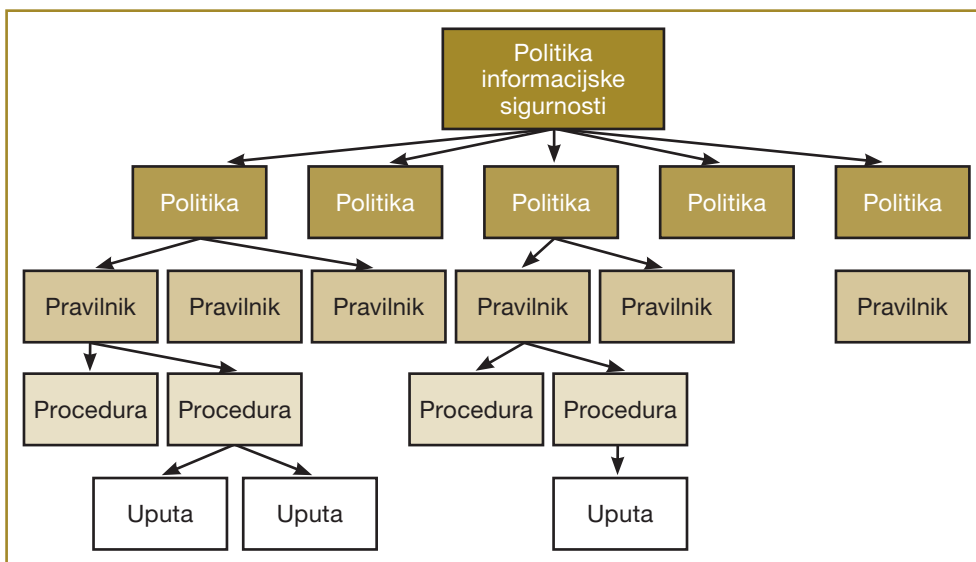 Politika
informacijske
sigurnosti
Politika
Politika
Politika
Politika
Politika
Pravilnik
Pravilnik
Pravilnik
Pravilnik
Pravilnik
Pravilnik
Procedura
Procedura
Procedura
Procedura
Uputa
Uputa
Uputa